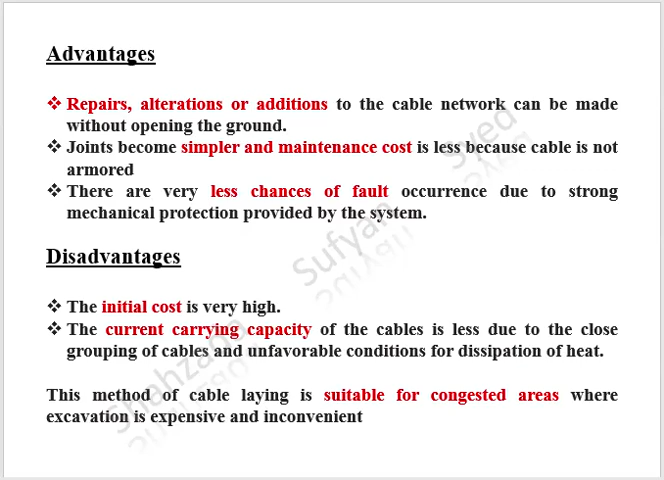 Advantages
❖ Repairs, alterations or additions to the cable network can be made
without opening the ground.
❖ Joints become simpler and maintenance cost is less because cable is not
armored
❖ There are very less chances of fault occurrence due to strong
mechanical protection provided by the system.
Disadvantages
❖ The initial cost is very high.
❖ The current carrying capacity of the cables is less due to the close
grouping of cables and unfavorable conditions for dissipation of heat.
This method of cable laying is suitable for congested areas where
excavation is expensive and inconvenient
Syed
Sufyan
Shahzada